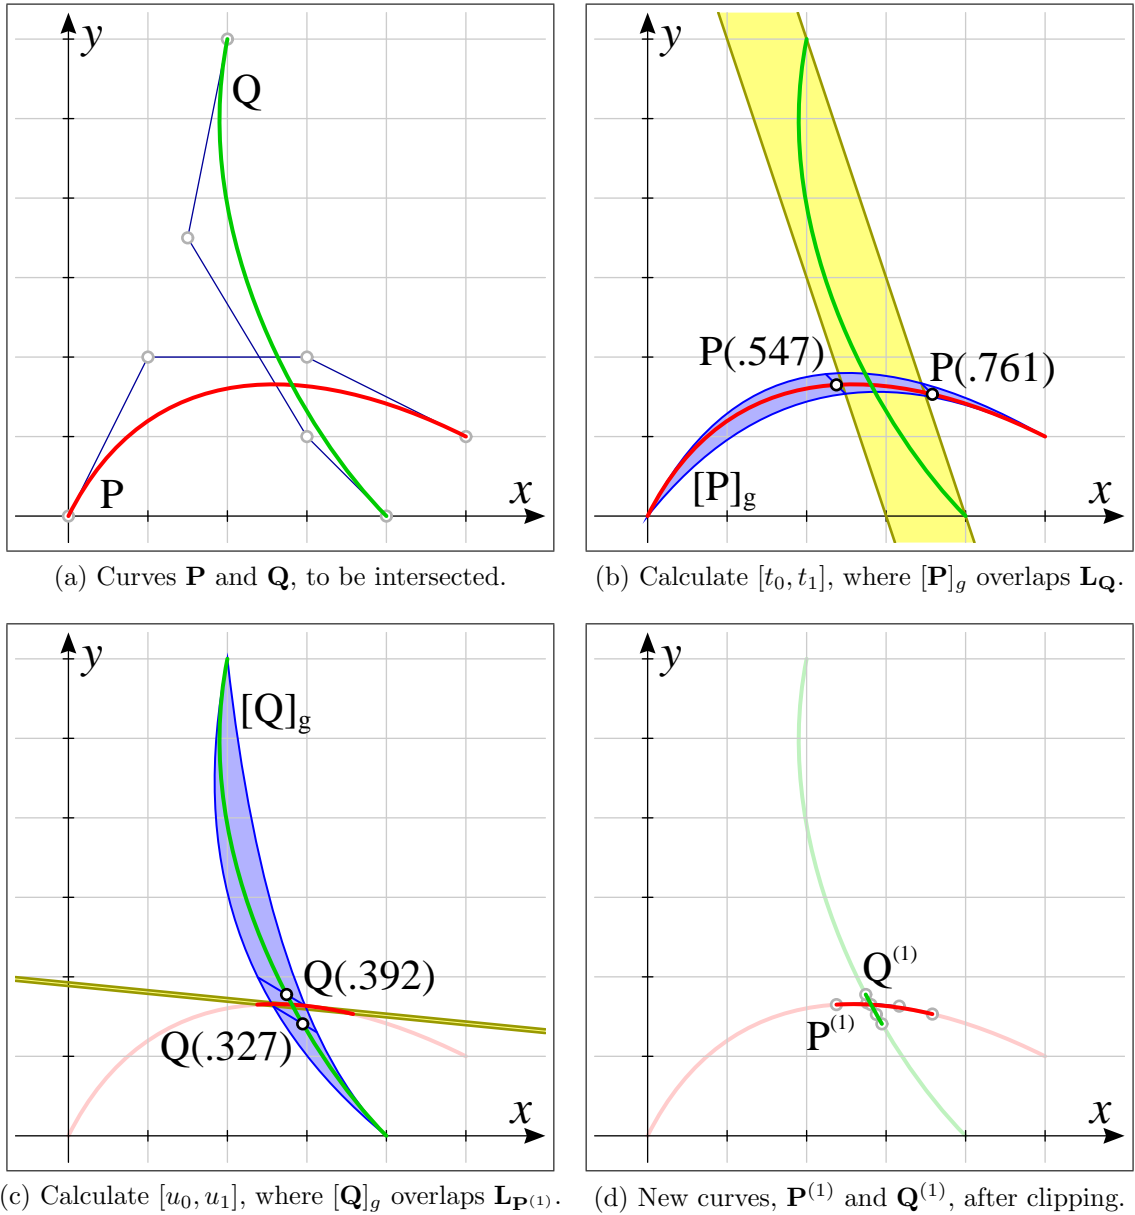 y
Q
P
x
(a) Curves P and Q, to be intersected.
y
P(.547)
P(.761)
[P]g
x
(b) Calculate [t0, t1], where [P]g overlaps LQ.
y
[Q]g
Q(.392)
Q(.327)
x
(c) Calculate [u0, u1], where [Q]g overlaps LP(1).
y
Q(1)
P(1)
x
(d) New curves, P(1) and Q(1), after clipping.